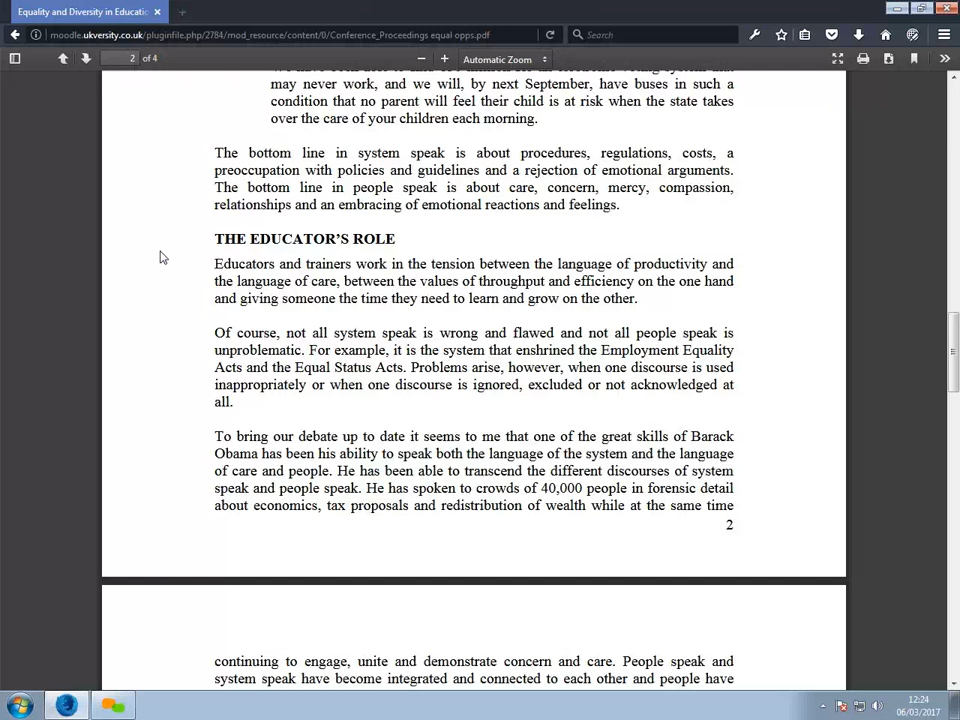 Equality and Diversity in Educati
moodle.ukversity.co.uk/pluginfile.php/2784/mod_resource/content/0/Conference_Proceedings equal opps.pdf
Search
2 of 4
Automatic Zoom
may never work, and we will, by next September, have buses in such a
condition that no parent will feel their child is at risk when the state takes
over the care of your children each morning.
The bottom line in system speak is about procedures, regulations, costs, a
preoccupation with policies and guidelines and a rejection of emotional arguments.
The bottom line in people speak is about care, concern, mercy, compassion,
relationships and an embracing of emotional reactions and feelings.
THE EDUCATOR'S ROLE
Educators and trainers work in the tension between the language of productivity and
the language of care, between the values of throughput and efficiency on the one hand
and giving someone the time they need to learn and grow on the other.
Of course, not all system speak is wrong and flawed and not all people speak is
unproblematic. For example, it is the system that enshrined the Employment Equality
Acts and the Equal Status Acts. Problems arise, however, when one discourse is used
inappropriately or when one discourse is ignored, excluded or not acknowledged at
all.
To bring our debate up to date it seems to me that one of the great skills of Barack
Obama has been his ability to speak both the language of the system and the language
of care and people. He has been able to transcend the different discourses of system
speak and people speak. He has spoken to crowds of 40,000 people in forensic detail
about economics, tax proposals and redistribution of wealth while at the same time
2
continuing to engage, unite and demonstrate concern and care. People speak and
system speak have become integrated and connected to each other and people have
12:24
06/03/2017